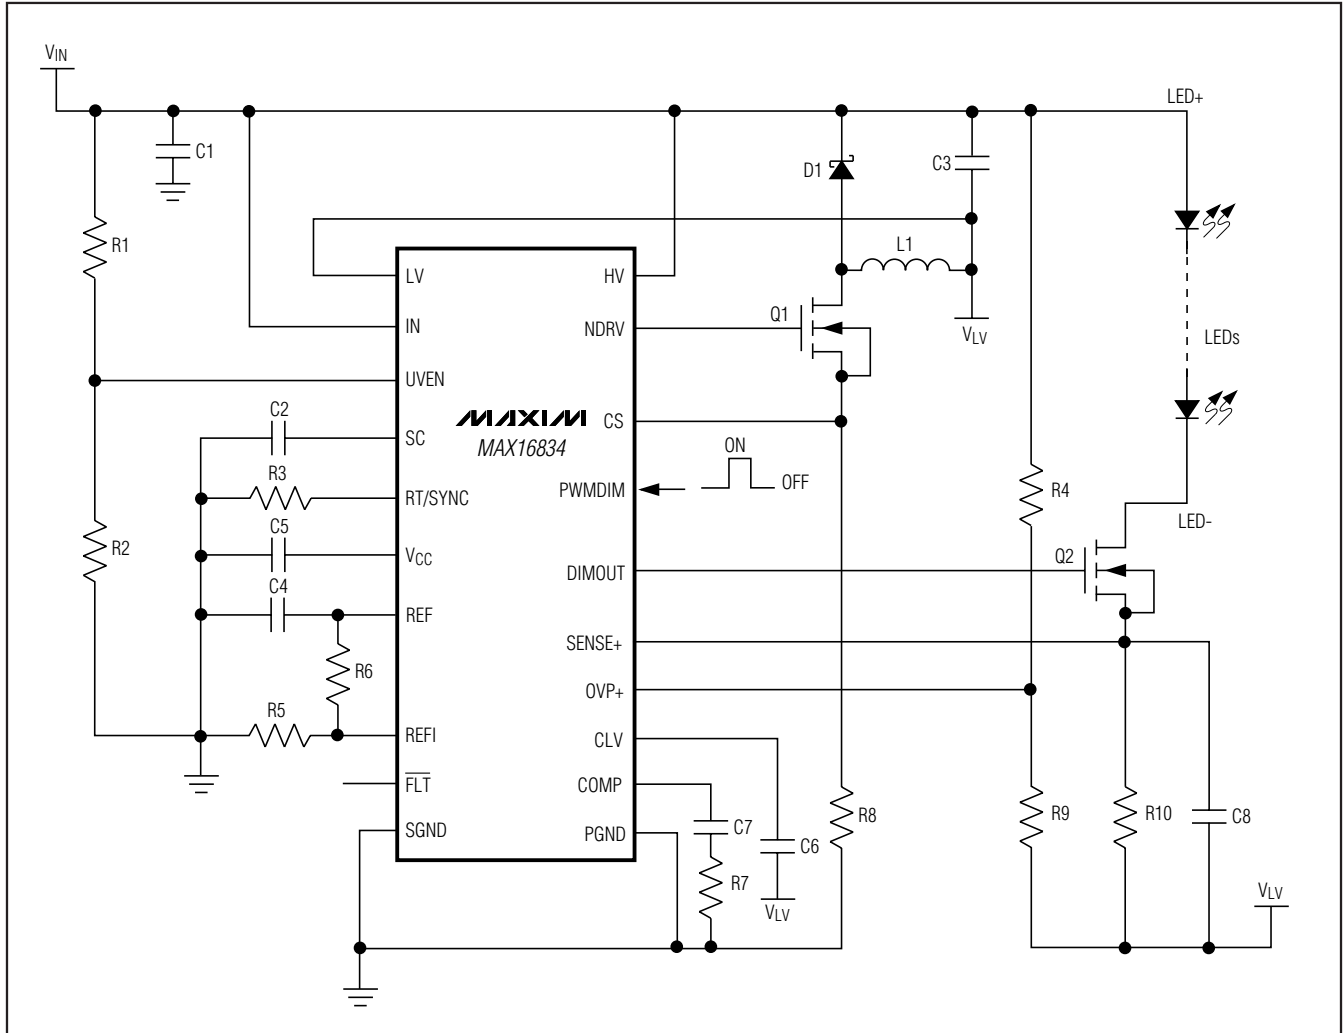 VIN
LED+
C1
D1
C3
R1
L1
LV
HV
IN
NDRV
Q1
VLV
LEDs
UVEN
C2
SC
MAXIM
MAX16834
CS
ON
OFF
R3
RT/SYNC
PWMDIM
R4
LED-
R2
C5
VCC
DIMOUT
Q2
C4
REF
SENSE+
R6
OVP+
R5
REFI
CLV
FLT
COMP
SGND
PGND
C7
C6
R8
R9
R10
C8
R7
VLV
VLV